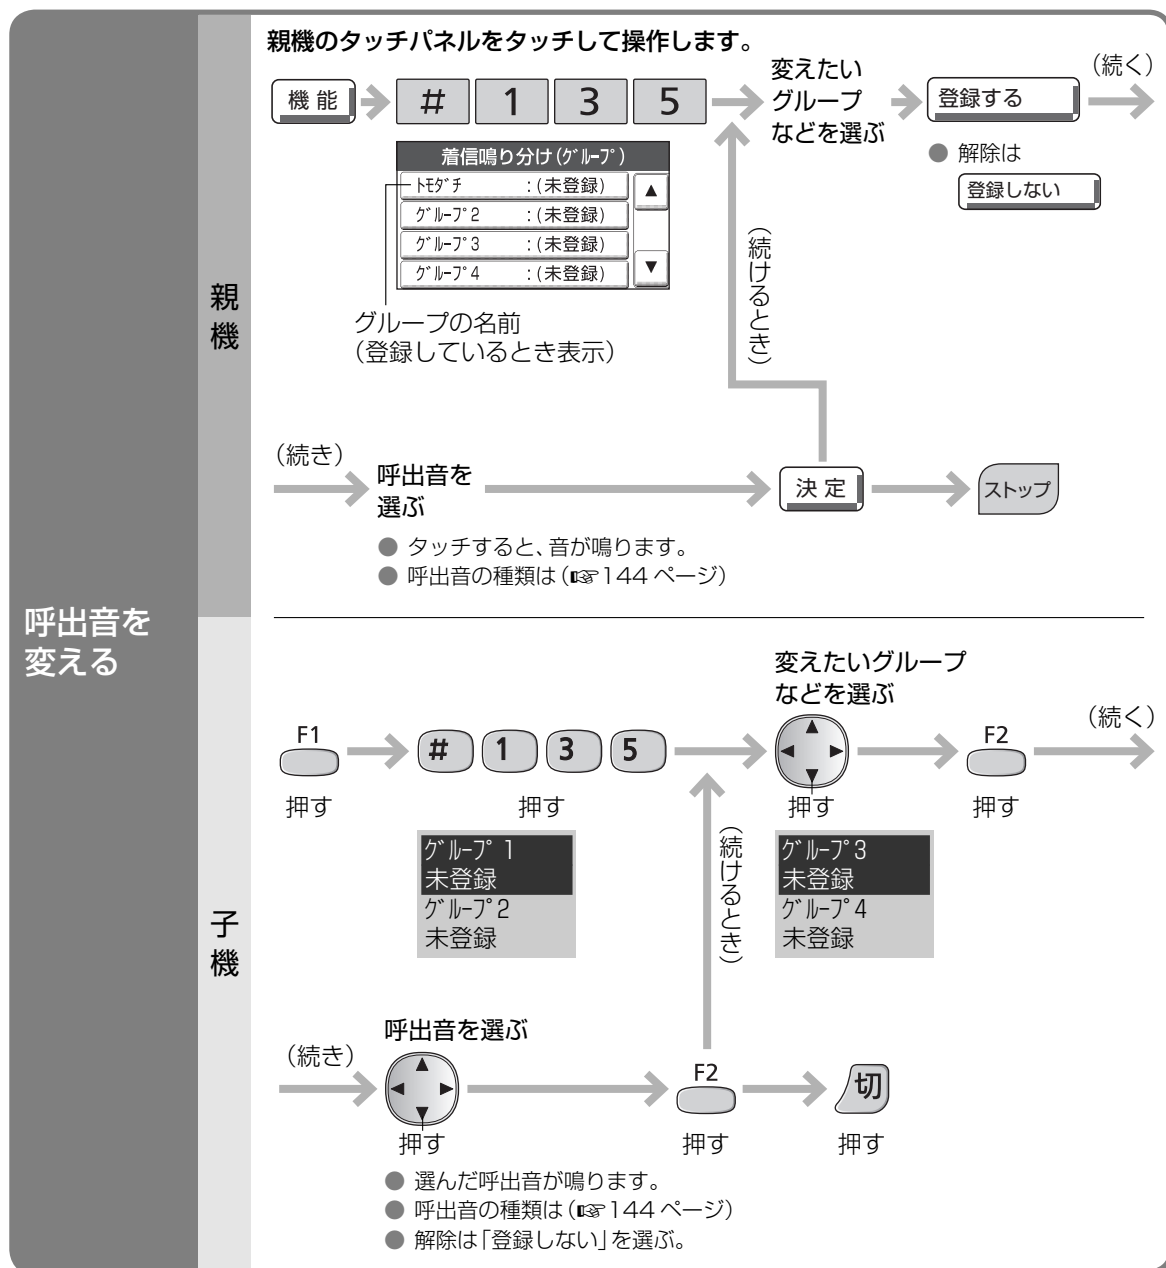 呼出音を
変える
親
機
親機のタッチパネルをタッチして操作します。
機能
# 1 3 5
変えたい
グループ
などを選ぶ
登録する
(続く)
● 解除は
登録しない
着信鳴り分け(ｸﾞﾙｰﾌﾟ)
ﾄﾓﾀﾞﾁ :(未登録) ▲
ｸﾞﾙｰﾌﾟ2 :(未登録)
ｸﾞﾙｰﾌﾟ3 :(未登録)
ｸﾞﾙｰﾌﾟ4 :(未登録) ▼
グループの名前
(登録しているとき表示)
(続けるとき)
(続き)
呼出音を
選ぶ
決定
ストップ
● タッチすると、音が鳴ります。
● 呼出音の種類は(☞144 ページ)
子
機
F1
押す
# 1 3 5
押す
変えたいグループ
などを選ぶ
押す
F2
押す
(続く)
ｸﾞﾙｰﾌﾟ 1
未登録
ｸﾞﾙｰﾌﾟ2
未登録
(続けるとき)
ｸﾞﾙｰﾌﾟ3
未登録
ｸﾞﾙｰﾌﾟ4
未登録
(続き)
呼出音を選ぶ
押す
F2
押す
切
押す
● 選んだ呼出音が鳴ります。
● 呼出音の種類は(☞144 ページ)
● 解除は「登録しない」を選ぶ。